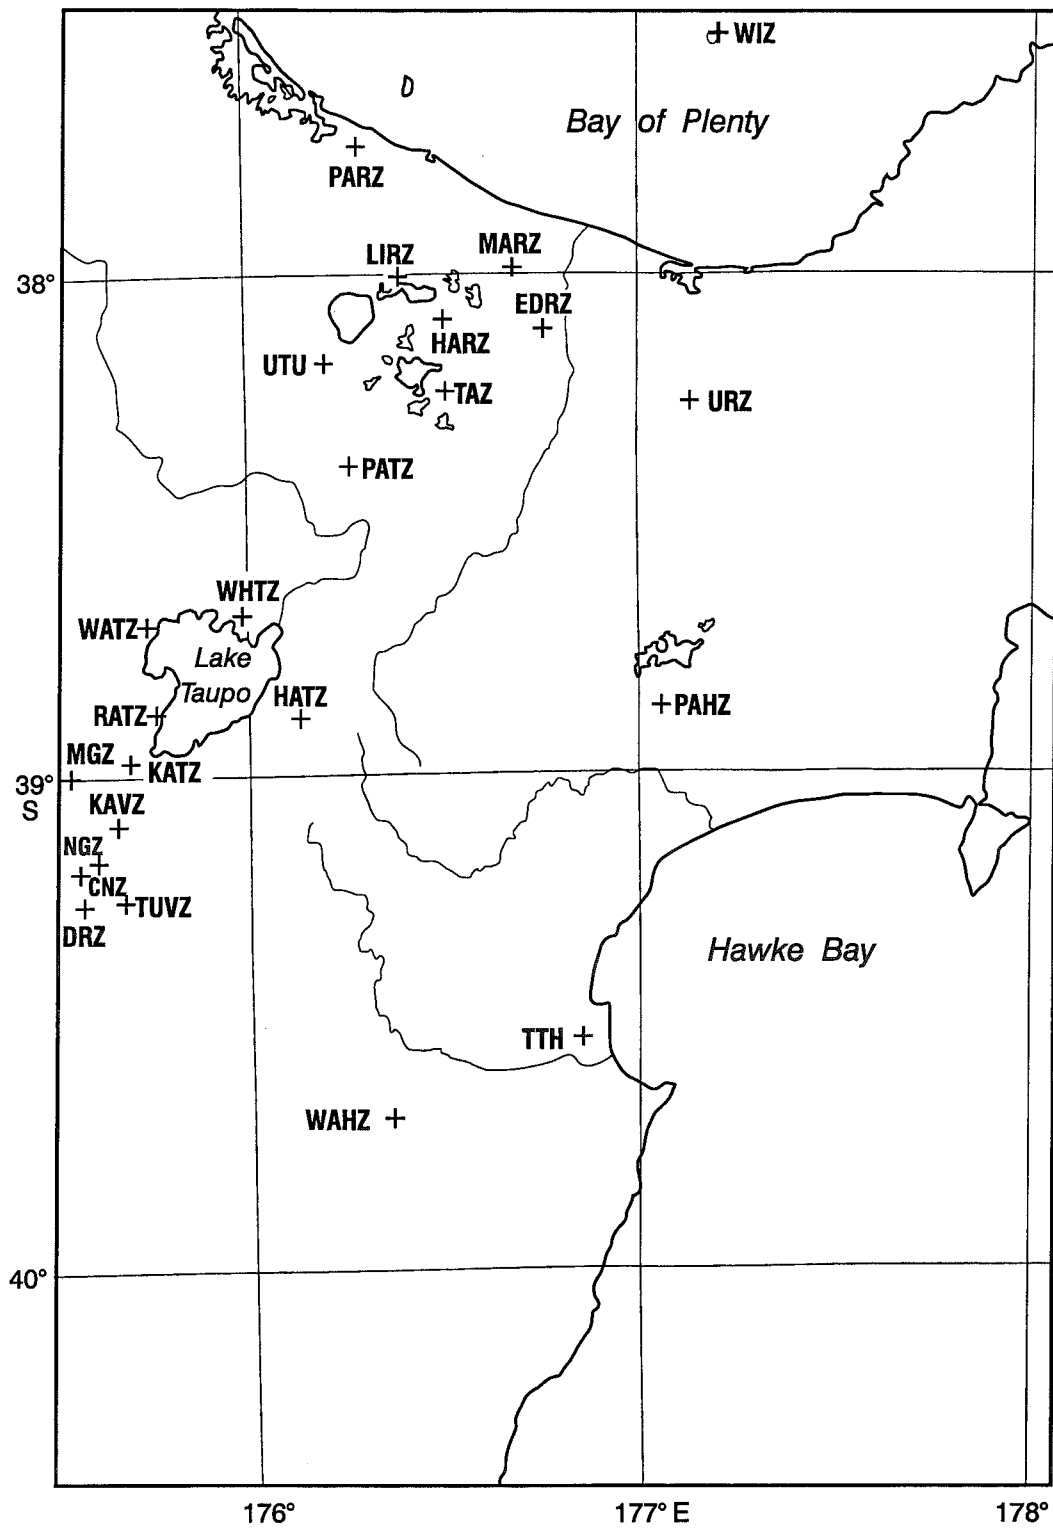 WIZ
Bay of Plenty
PARZ
MARZ
LIRZ
38°
EDRZ
HARZ
UTU
TAZ
URZ
PATZ
WHTZ
WATZ
Lake
Taupo
HATZ
RATZ
PAHZ
MGZ
KATZ
39°
S
KAVZ
NGZ
CNZ
TUVZ
DRZ
Hawke Bay
TTH
WAHZ
40°
176°
177° E
178°